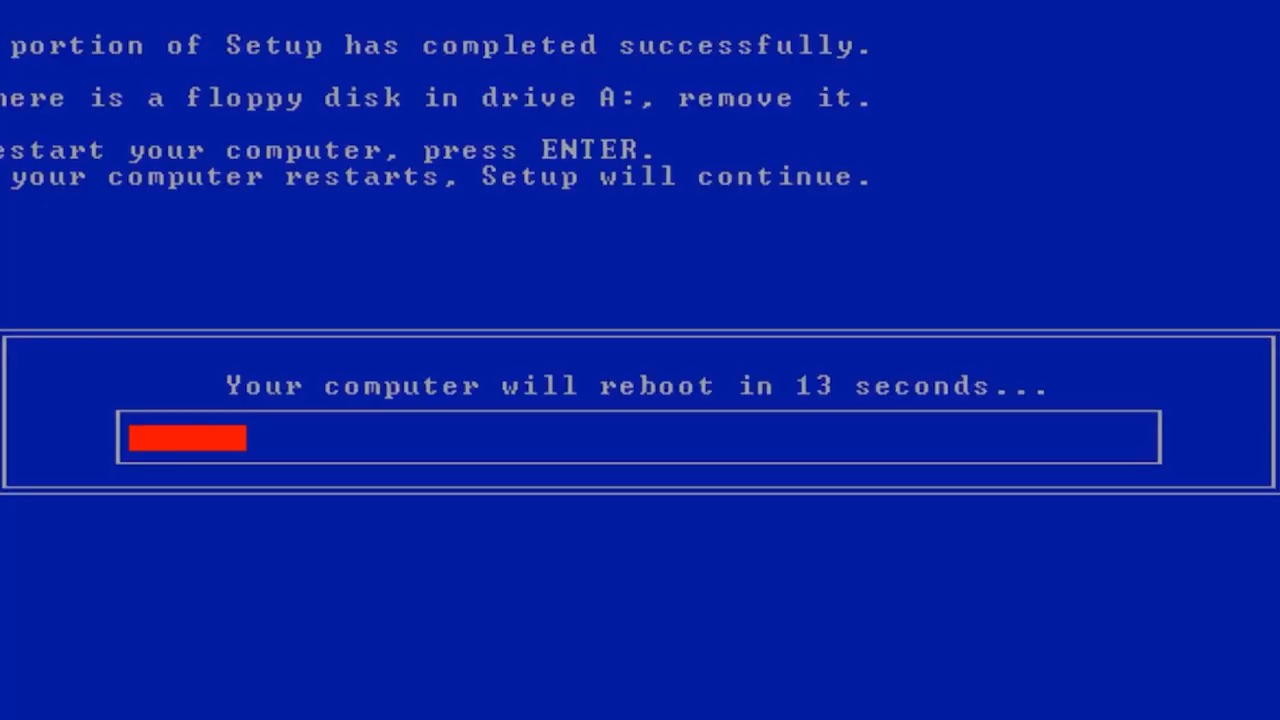 portion of Setup has completed successfully.
here is a floppy disk in drive A:, remove it.
estart your computer, press ENTER.
your computer restarts, Setup will continue.
Your computer will reboot in 13 seconds...